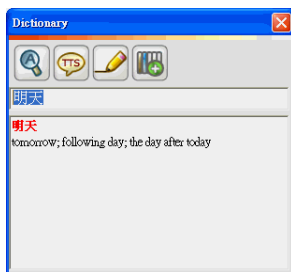 Dictionary
A
TTS
明天
明天
tomorrow; following day; the day after today